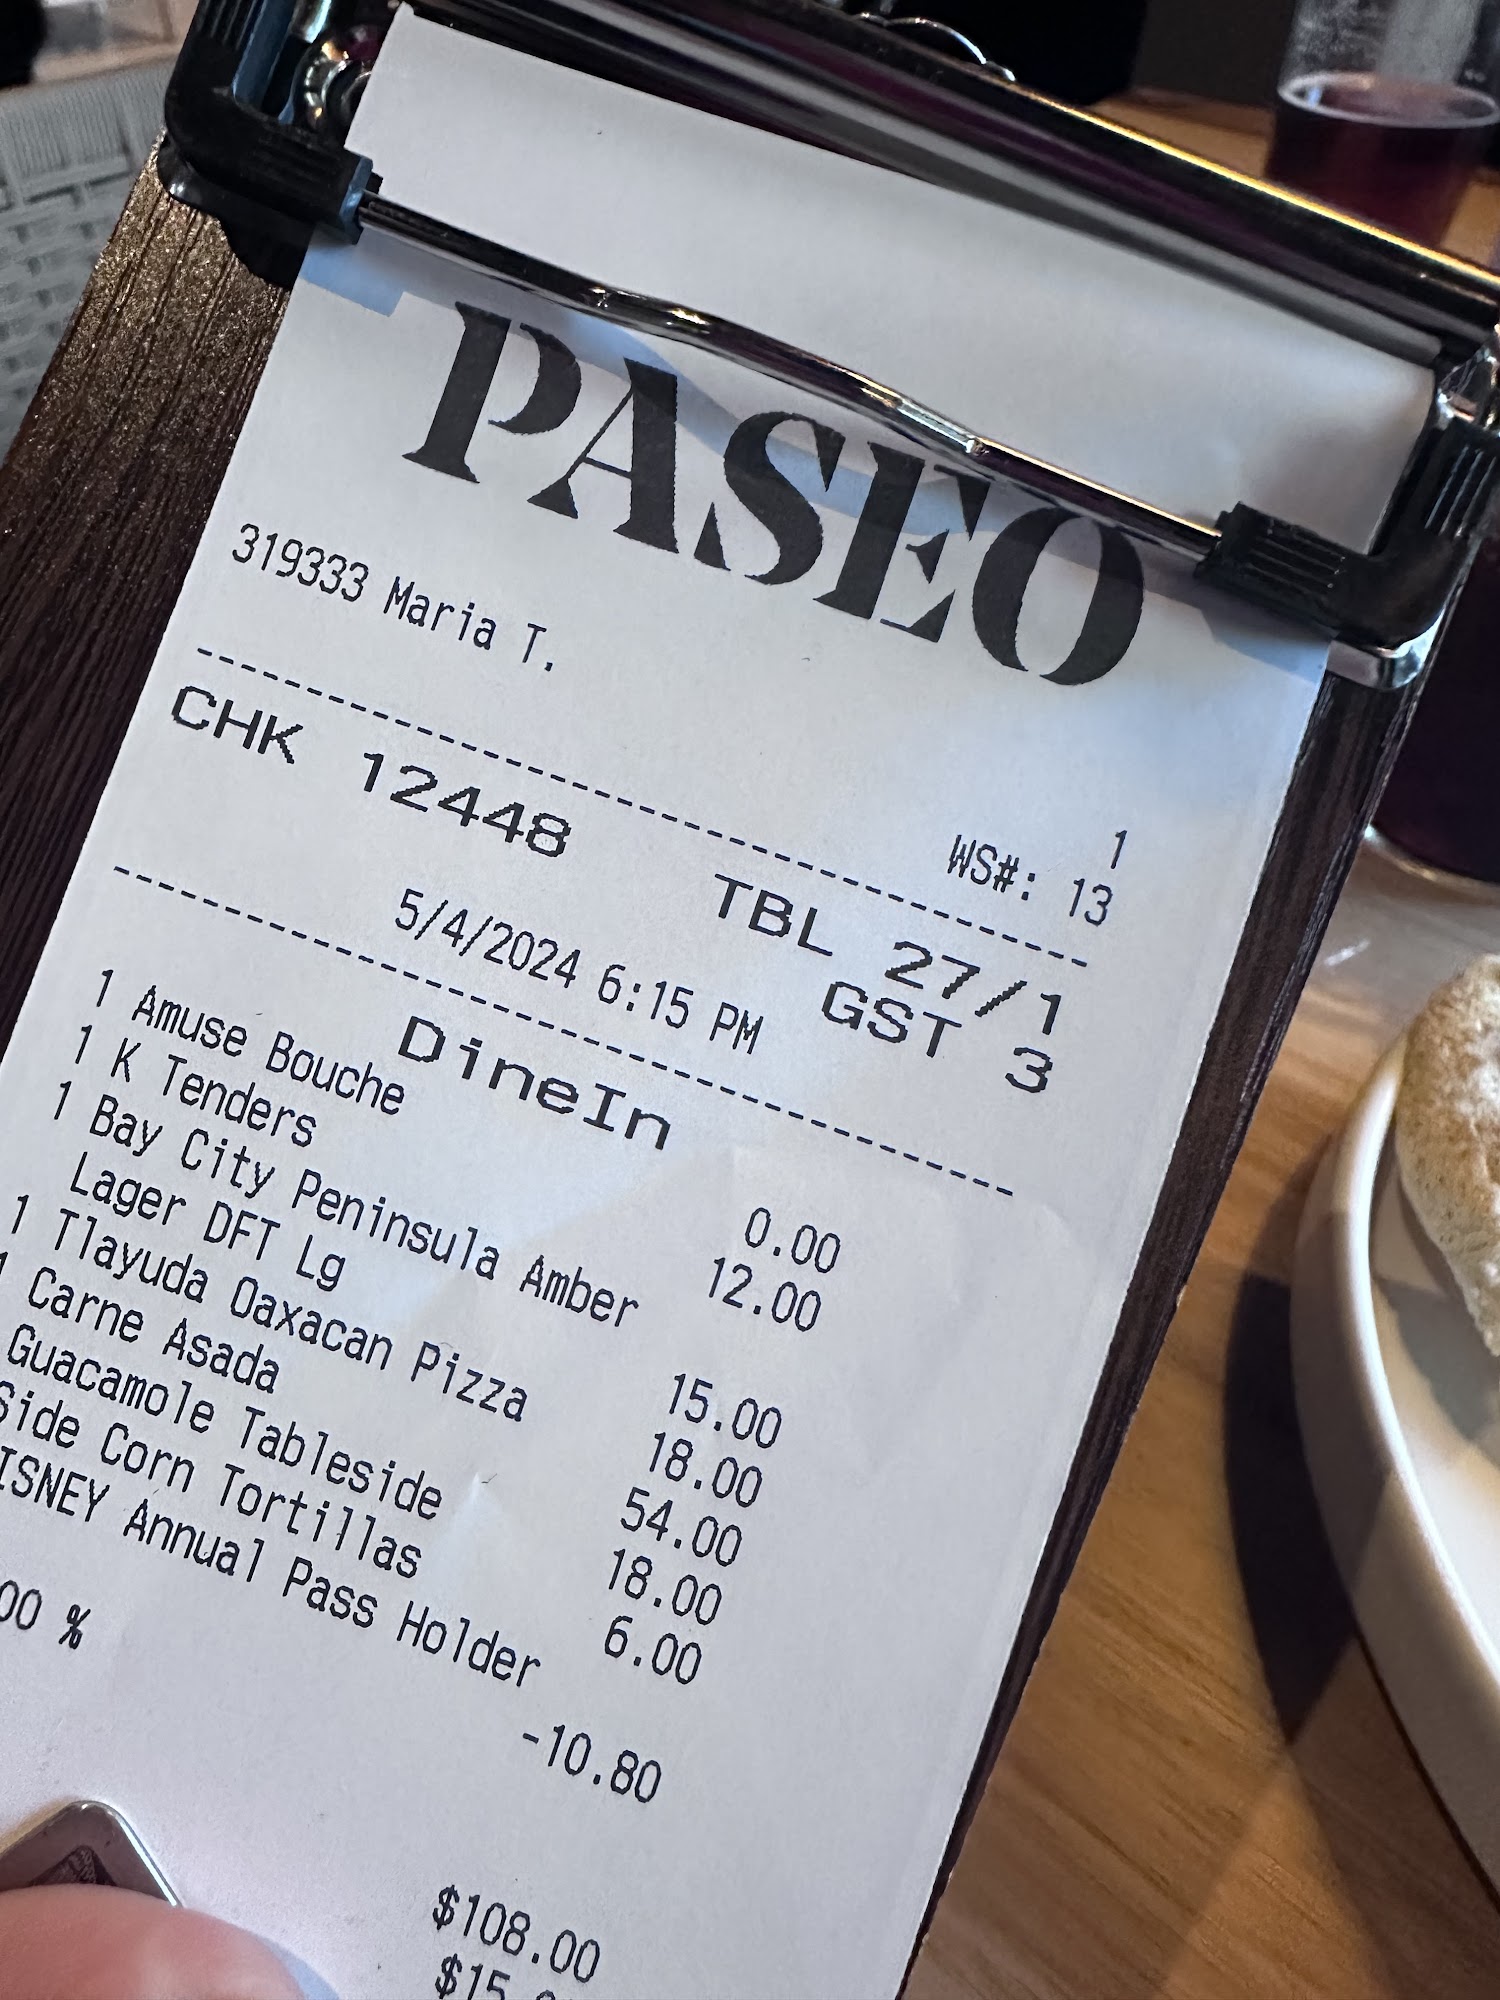 PASEO
319333 Maria T.
1
WS#: 13
CHK 12448 TBL 27/1
GST 3
5/4/2024 6:15 PM
DineIn
1 Amuse Bouche 0.00
1 K Tenders 12.00
1 Bay City Peninsula Amber
Lager DFT Lg 15.00
1 Tlayuda Oaxacan Pizza 18.00
1 Carne Asada 54.00
Guacamole Tableside 18.00
Side Corn Tortillas 6.00
ISNEY Annual Pass Holder
-10.80
00 %
$108.00